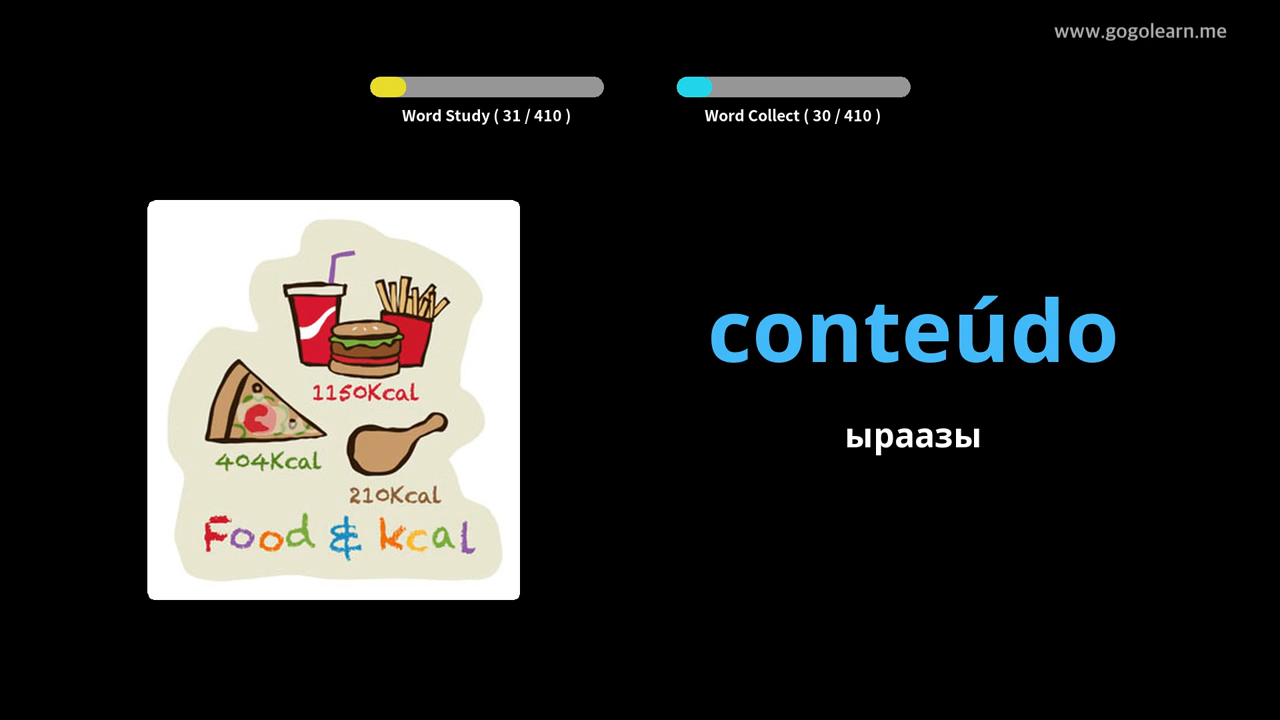 www.gogolearn.me
Word Study ( 31 / 410 )
Word Collect ( 30 / 410 )
1150Kcal
404Kcal
210Kcal
Food & kcal
conteúdo
ыраазы